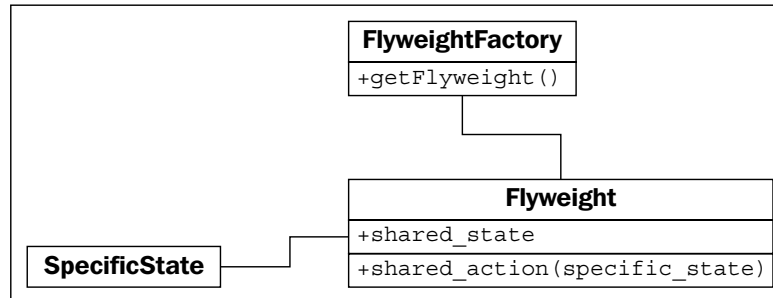 FlyweightFactory
+getFlyweight()
Flyweight
+shared_state
+shared_action(specific_state)
SpecificState